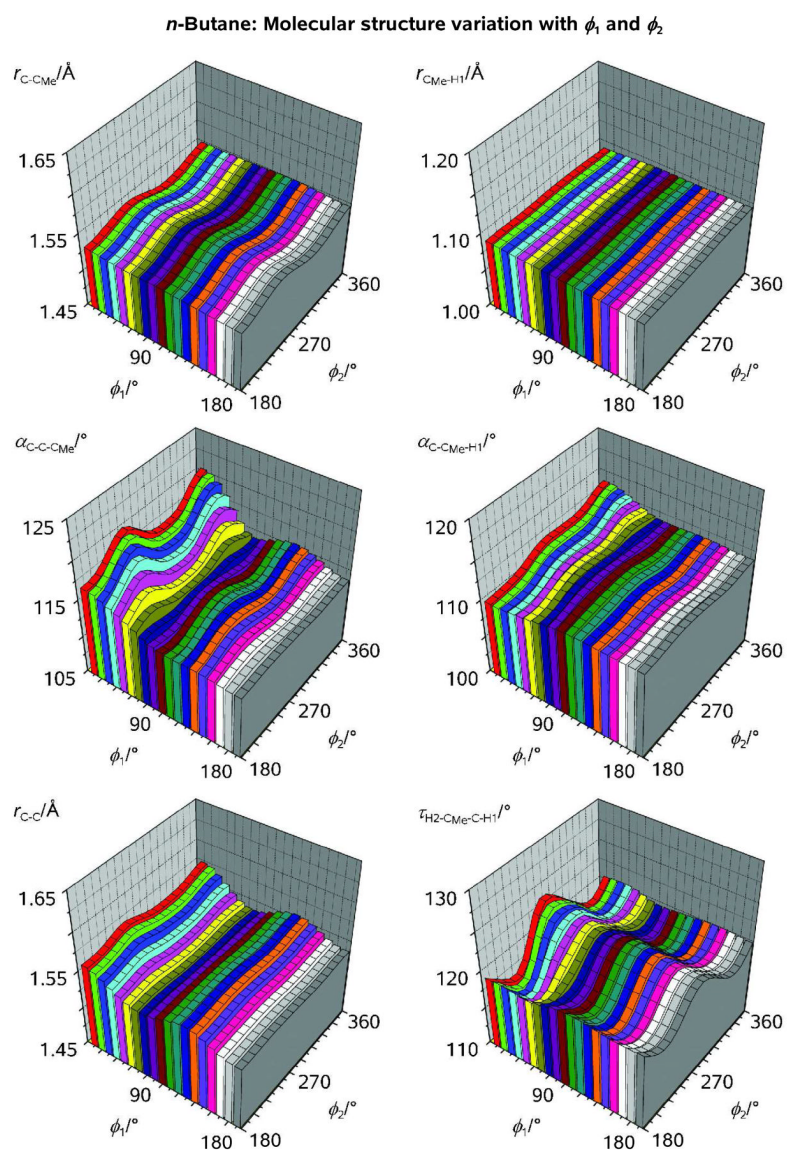 n-Butane: Molecular structure variation with ϕ1 and ϕ2
rC-CMe/Å
1.65
1.55
1.45
90
ϕ1/°
180
180
270
ϕ2/°
360
rCMe-H1/Å
1.20
1.10
1.00
90
ϕ1/°
180
180
270
ϕ2/°
360
αC-C-CMe/°
125
115
105
90
ϕ1/°
180
180
270
ϕ2/°
360
αC-CMe-H1/°
120
110
100
90
ϕ1/°
180
180
270
ϕ2/°
360
rC-C/Å
1.65
1.55
1.45
90
ϕ1/°
180
180
270
ϕ2/°
360
τH2-CMe-C-H1/°
130
120
110
90
ϕ1/°
180
180
270
ϕ2/°
360